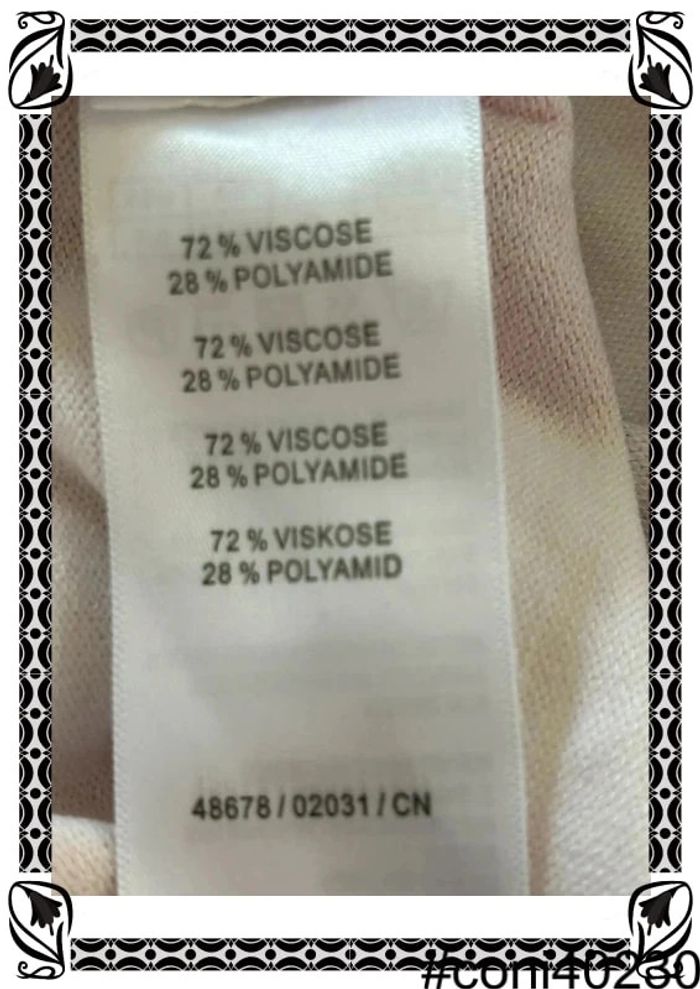 72 % VISCOSE
28 % POLYAMIDE
72 % VISCOSE
28 % POLYAMIDE
72 % VISCOSE
28 % POLYAMIDE
72 % VISKOSE
28 % POLYAMID
48678 / 02031 / CN
#comi40230